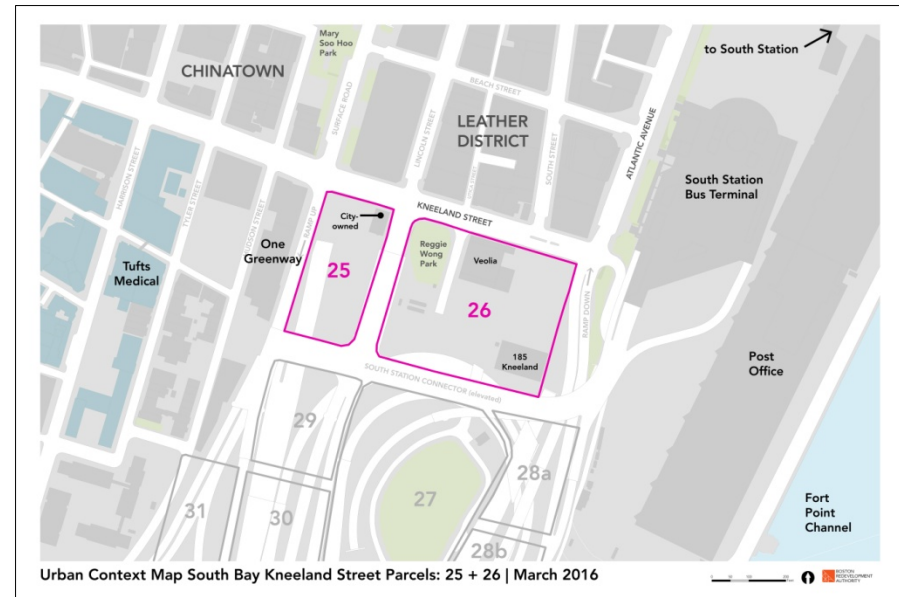 Mary
Soo Hoo
Park
to South Station
CHINATOWN
SURFACE ROAD
BEACH STREET
LINCOLN STREET
LEATHER
DISTRICT
SOUTH STREET
ATLANTIC AVENUE
HARRISON STREET
TYLER STREET
HUDSON STREET
South Station
Bus Terminal
KNEELAND STREET
RAMP UP
City-
owned
One
Greenway
Reggie
Wong
Park
Veolia
Tufts
Medical
25
26
RAMP DOWN
185
Kneeland
Post
Office
SOUTH STATION CONNECTOR (elevated)
29
28a
27
31
30
28b
Fort
Point
Channel
Urban Context Map South Bay Kneeland Street Parcels: 25 + 26 | March 2016
BOSTON
REDEVELOPMENT
AUTHORITY